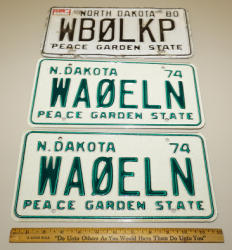 NORTH DAKOTA 80
WBØLKP
PEACE GARDEN STATE
N.DAKOTA 74
WAØELN
PEACE GARDEN STATE
N.DAKOTA 74
WAØELN
PEACE GARDEN STATE
"Do Unto Others As You Would Have Them Do Unto You"